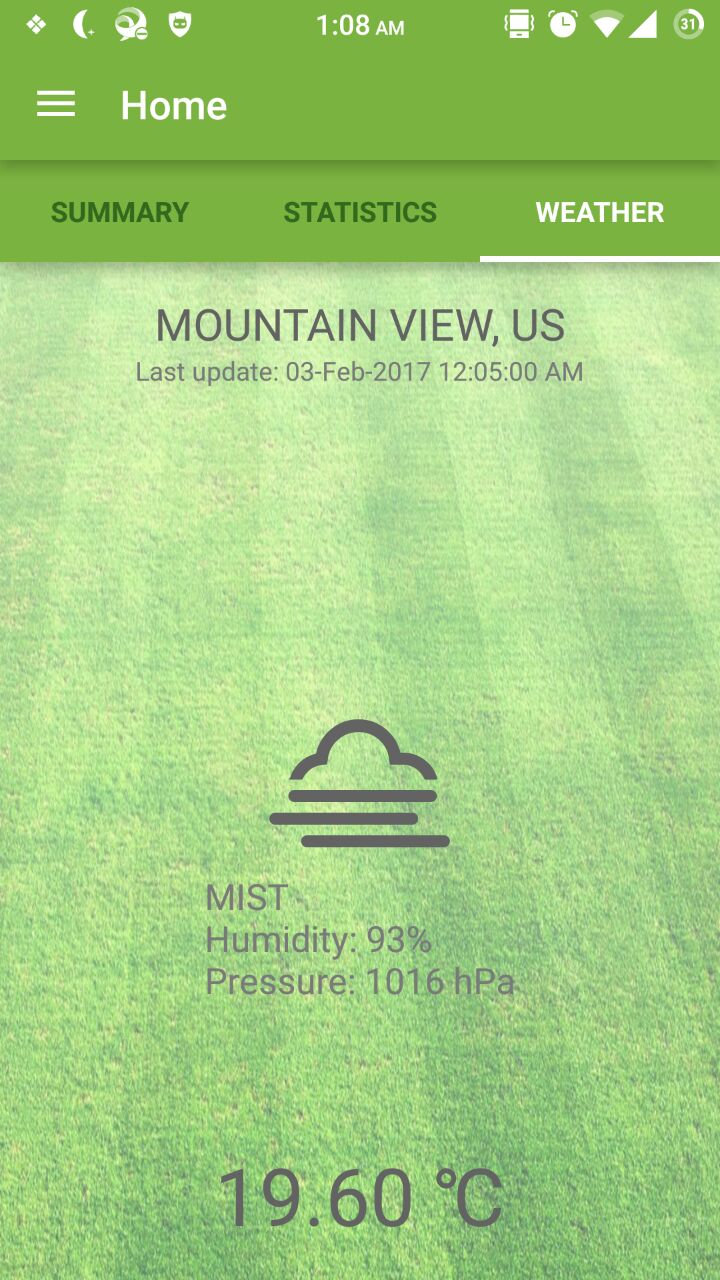 1:08 AM
31
Home
SUMMARY
STATISTICS
WEATHER
MOUNTAIN VIEW, US
Last update: 03-Feb-2017 12:05:00 AM
MIST
Humidity: 93%
Pressure: 1016 hPa
19.60 °C